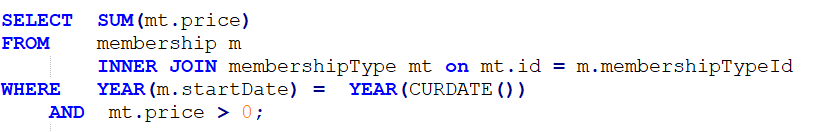 SELECT SUM(mt.price)
FROM membership m
INNER JOIN membershipType mt on mt.id = m.membershipTypeId
WHERE YEAR(m.startDate) = YEAR(CURDATE())
AND mt.price > 0;